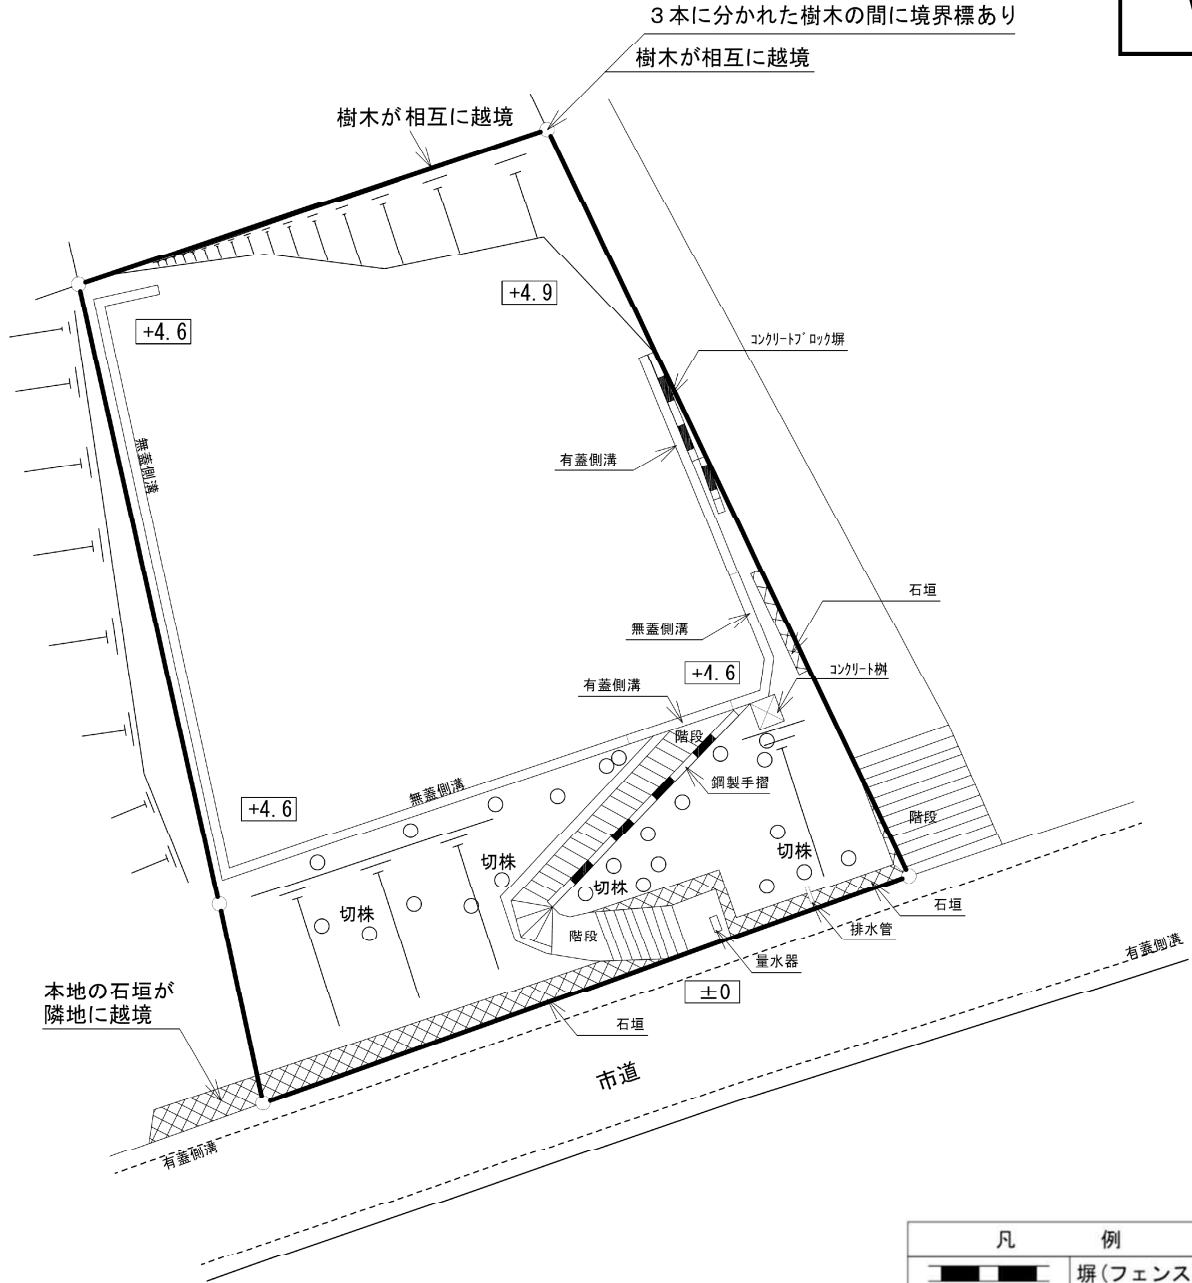 3本に分かれた樹木の間に境界標あり
樹木が相互に越境
樹木が相互に越境
+4.9
+4.6
コンクリートブロック塀
無蓋側溝
有蓋側溝
石垣
無蓋側溝
+4.6
コンクリート桝
有蓋側溝
階段
鋼製手摺
無蓋側溝
+4.6
階段
切株
切株
切株
切株
石垣
排水管
階段
量水器
有蓋側溝
±0
本地の石垣が
隣地に越境
石垣
市道
有蓋側溝
凡 例
塀(フェンス